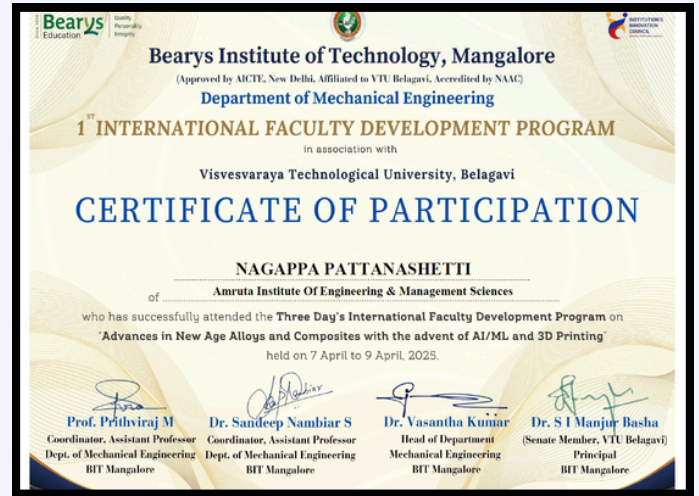 Bearys
Education
Quality
Personality
Integrity
INSTITUTION'S
INNOVATION
COUNCIL
Bearys Institute of Technology, Mangalore
(Approved by AICTE, New Delhi, Affiliated to VTU Belagavi, Accredited by NAAC)
Department of Mechanical Engineering
1ST INTERNATIONAL FACULTY DEVELOPMENT PROGRAM
in association with
Visvesvaraya Technological University, Belagavi
CERTIFICATE OF PARTICIPATION
NAGAPPA PATTANASHETTI
of Amruta Institute Of Engineering & Management Sciences
who has successfully attended the Three Day's International Faculty Development Program on
"Advances in New Age Alloys and Composites with the advent of AI/ML and 3D Printing"
held on 7 April to 9 April, 2025.
Prof. Prithviraj M
Coordinator, Assistant Professor
Dept. of Mechanical Engineering
BIT Mangalore
Dr. Sandeep Nambiar S
Coordinator, Assistant Professor
Dept. of Mechanical Engineering
BIT Mangalore
Dr. Vasantha Kumar
Head of Department
Mechanical Engineering
BIT Mangalore
Dr. S I Manjur Basha
(Senate Member, VTU Belagavi)
Principal
BIT Mangalore